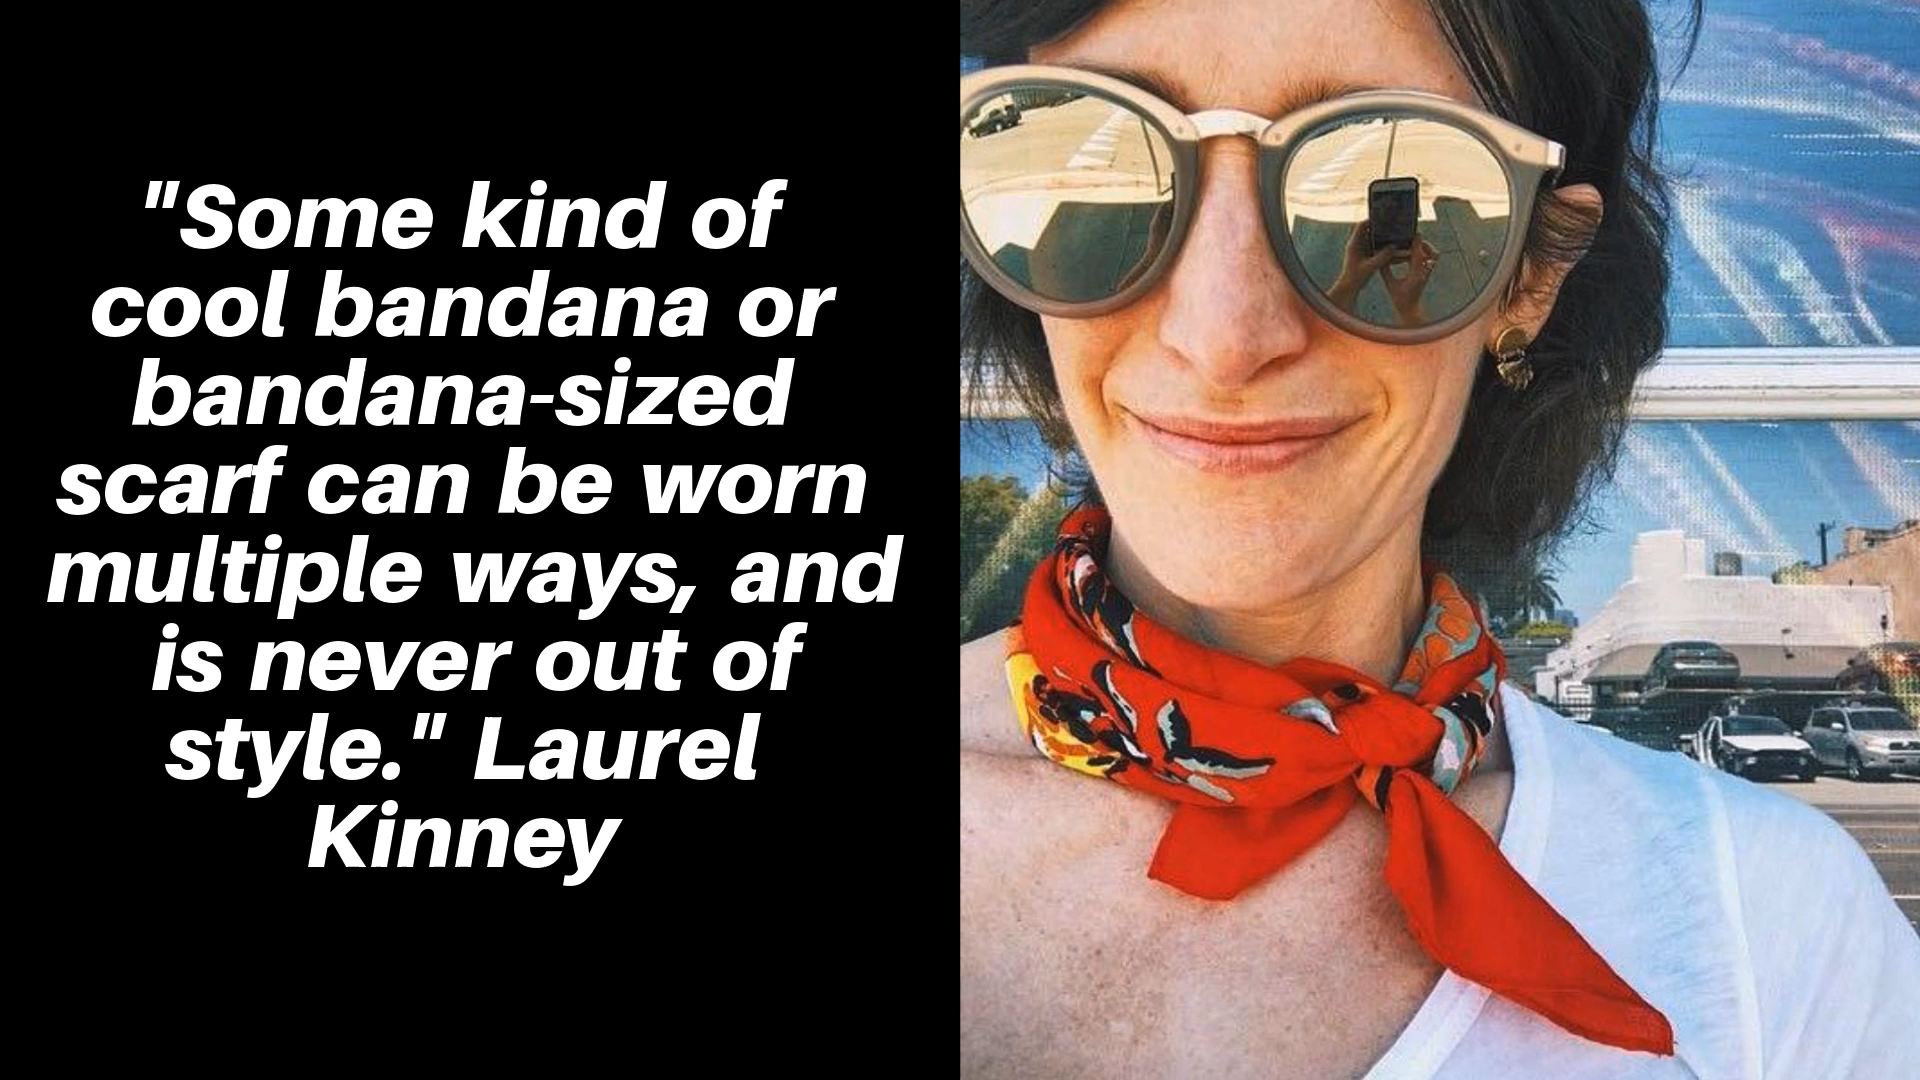 "Some kind of
cool bandana or
bandana-sized
scarf can be worn
multiple ways, and
is never out of
style." Laurel
Kinney